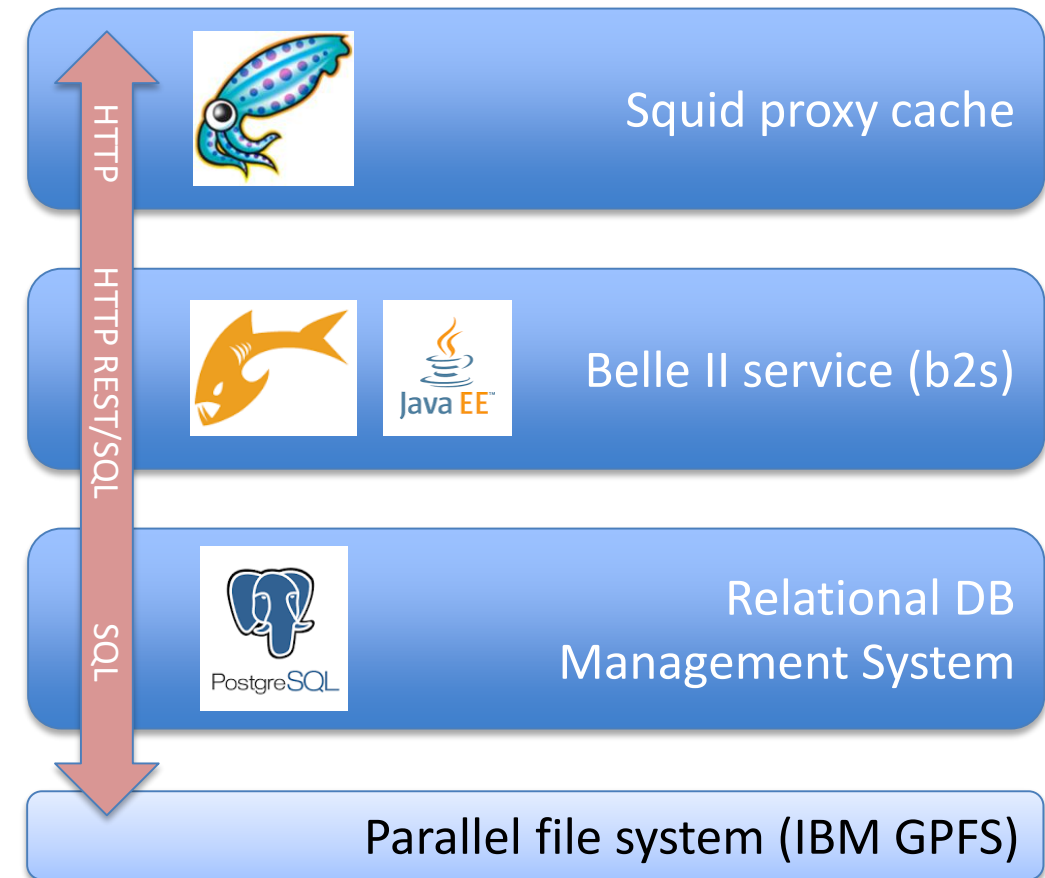 HTTP
Squid proxy cache
HTTP REST/SQL
Java EE™
Belle II service (b2s)
SQL
PostgreSQL
Relational DB
Management System
Parallel file system (IBM GPFS)